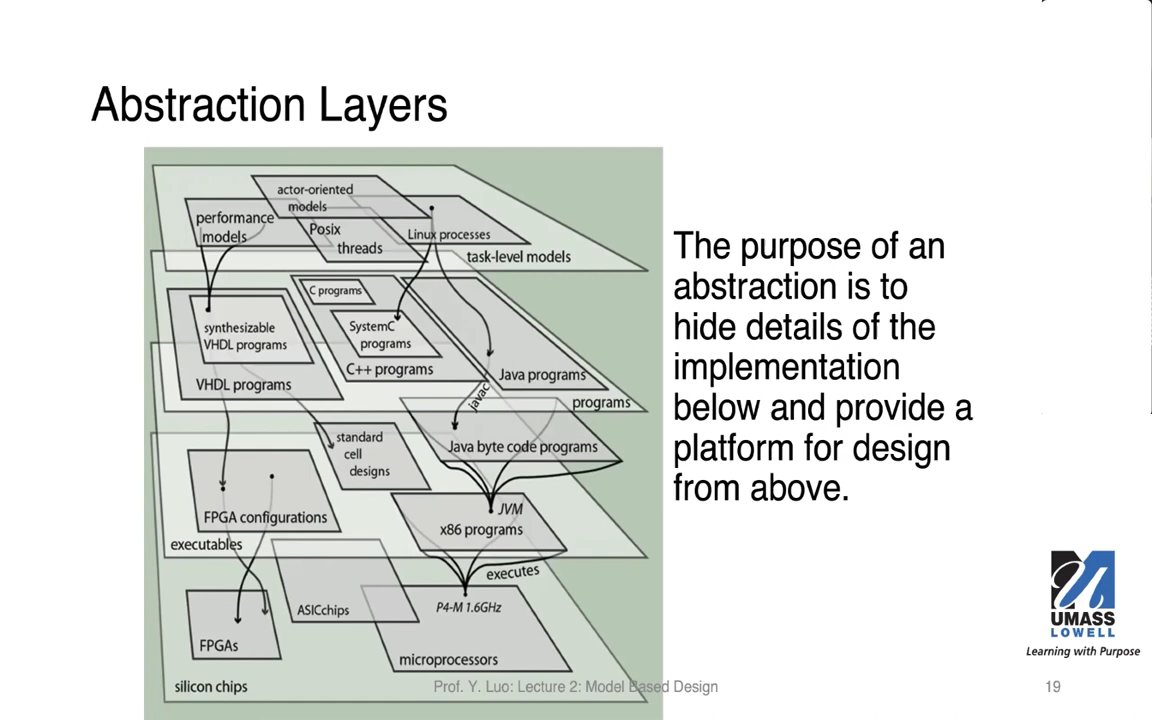 Abstraction Layers
actor-oriented
models
performance
models
Posix
threads
Linux processes
task-level models
C programs
synthesizable
VHDL programs
SystemC
programs
C++ programs
VHDL programs
Java programs
programs
javac
standard
cell
designs
Java byte code programs
JVM
x86 programs
FPGA configurations
executables
executes
ASICchips
P4-M 1.6GHz
FPGAs
microprocessors
silicon chips
The purpose of an
abstraction is to
hide details of the
implementation
below and provide a
platform for design
from above.
UMASS
LOWELL
Learning with Purpose
Prof. Y. Luo: Lecture 2: Model Based Design
19